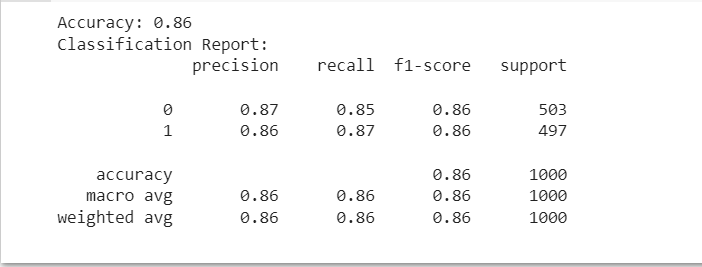 Accuracy: 0.86
Classification Report:
precision recall f1-score support
0 0.87 0.85 0.86 503
1 0.86 0.87 0.86 497
accuracy 0.86 1000
macro avg 0.86 0.86 0.86 1000
weighted avg 0.86 0.86 0.86 1000